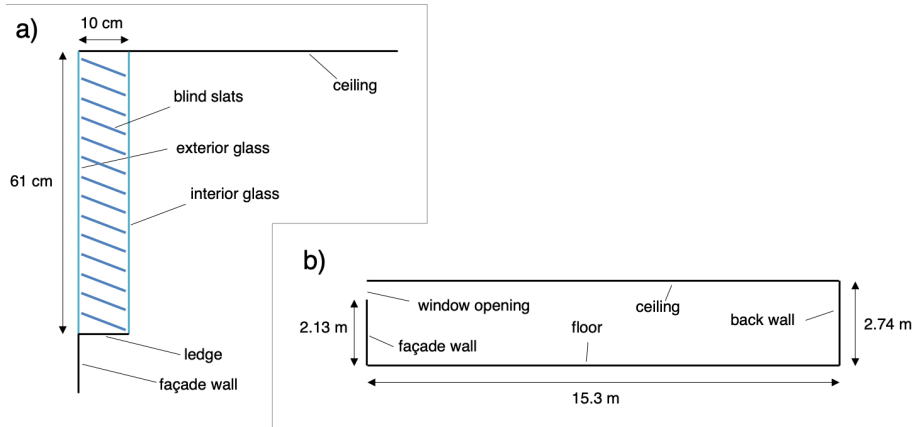 a)
10 cm
ceiling
blind slats
exterior glass
61 cm
interior glass
ledge
façade wall
b)
window opening
ceiling
back wall
2.13 m
floor
2.74 m
façade wall
15.3 m